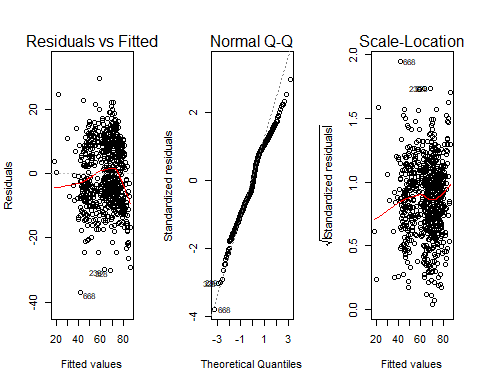 Residuals vs Fitted
Residuals
20
0
-20
-40
668
20 40 60 80
Fitted values
Normal Q-Q
Standardized residuals
2
0
-2
-4
668
-3 -1 0 1 2 3
Theoretical Quantiles
Scale-Location
√|Standardized residuals|
2.0
1.5
1.0
0.5
0.0
668
20 40 60 80
Fitted values